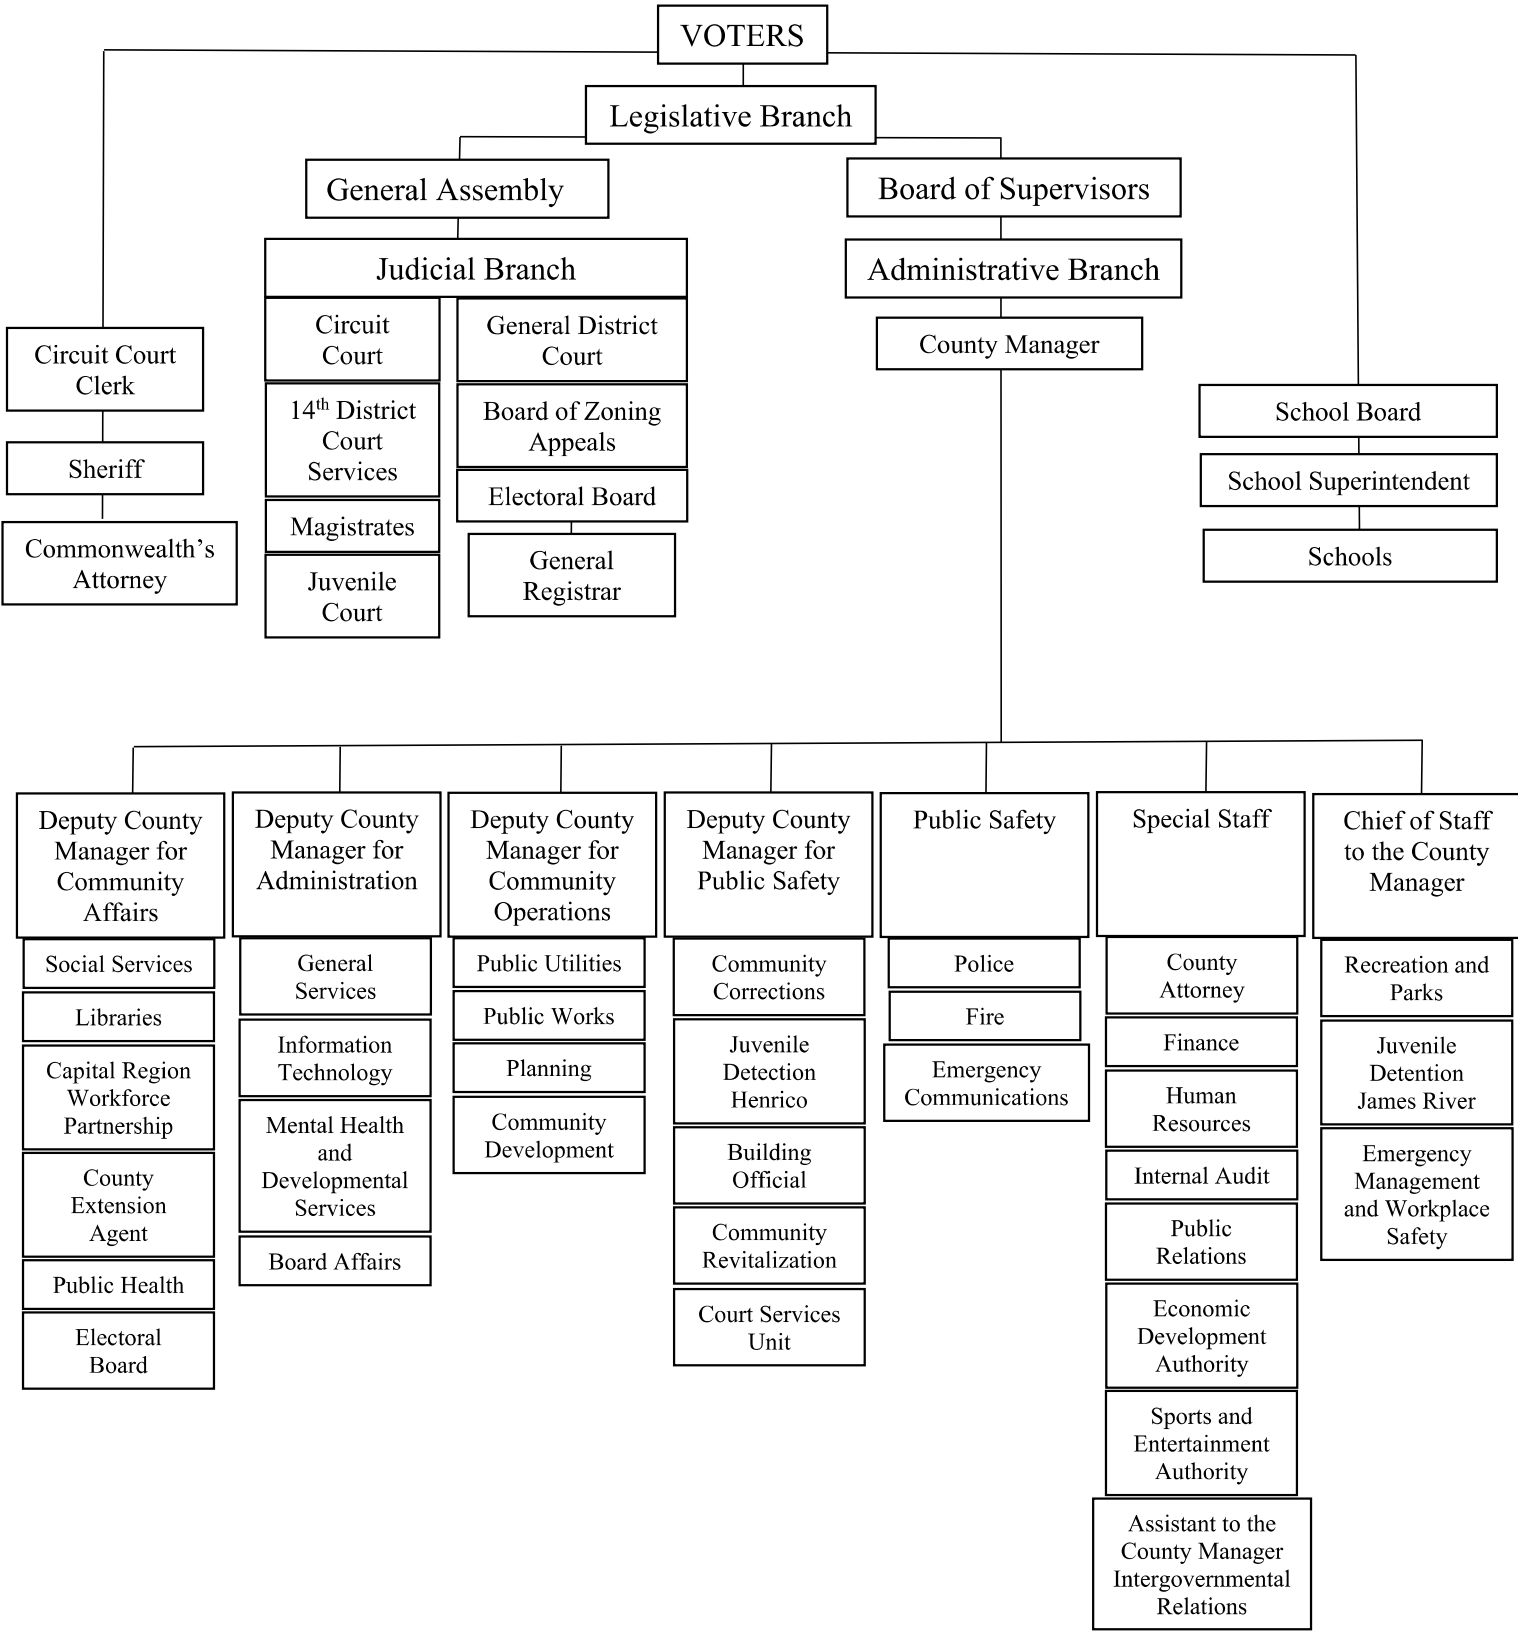 VOTERS
Legislative Branch
General Assembly
Board of Supervisors
Judicial Branch
Administrative Branch
County Manager
Circuit Court
Clerk
Sheriff
Commonwealth's
Attorney
Circuit
Court
14th District
Court
Services
Magistrates
Juvenile
Court
General District
Court
Board of Zoning
Appeals
Electoral Board
General
Registrar
School Board
School Superintendent
Schools
Deputy County
Manager for
Community
Affairs
Social Services
Libraries
Capital Region
Workforce
Partnership
County
Extension
Agent
Public Health
Electoral
Board
Deputy County
Manager for
Administration
General
Services
Information
Technology
Mental Health
and
Developmental
Services
Board Affairs
Deputy County
Manager for
Community
Operations
Public Utilities
Public Works
Planning
Community
Development
Deputy County
Manager for
Public Safety
Community
Corrections
Juvenile
Detection
Henrico
Building
Official
Community
Revitalization
Court Services
Unit
Public Safety
Police
Fire
Emergency
Communications
Special Staff
County
Attorney
Finance
Human
Resources
Internal Audit
Public
Relations
Economic
Development
Authority
Sports and
Entertainment
Authority
Assistant to the
County Manager
Intergovernmental
Relations
Chief of Staff
to the County
Manager
Recreation and
Parks
Juvenile
Detention
James River
Emergency
Management
and Workplace
Safety